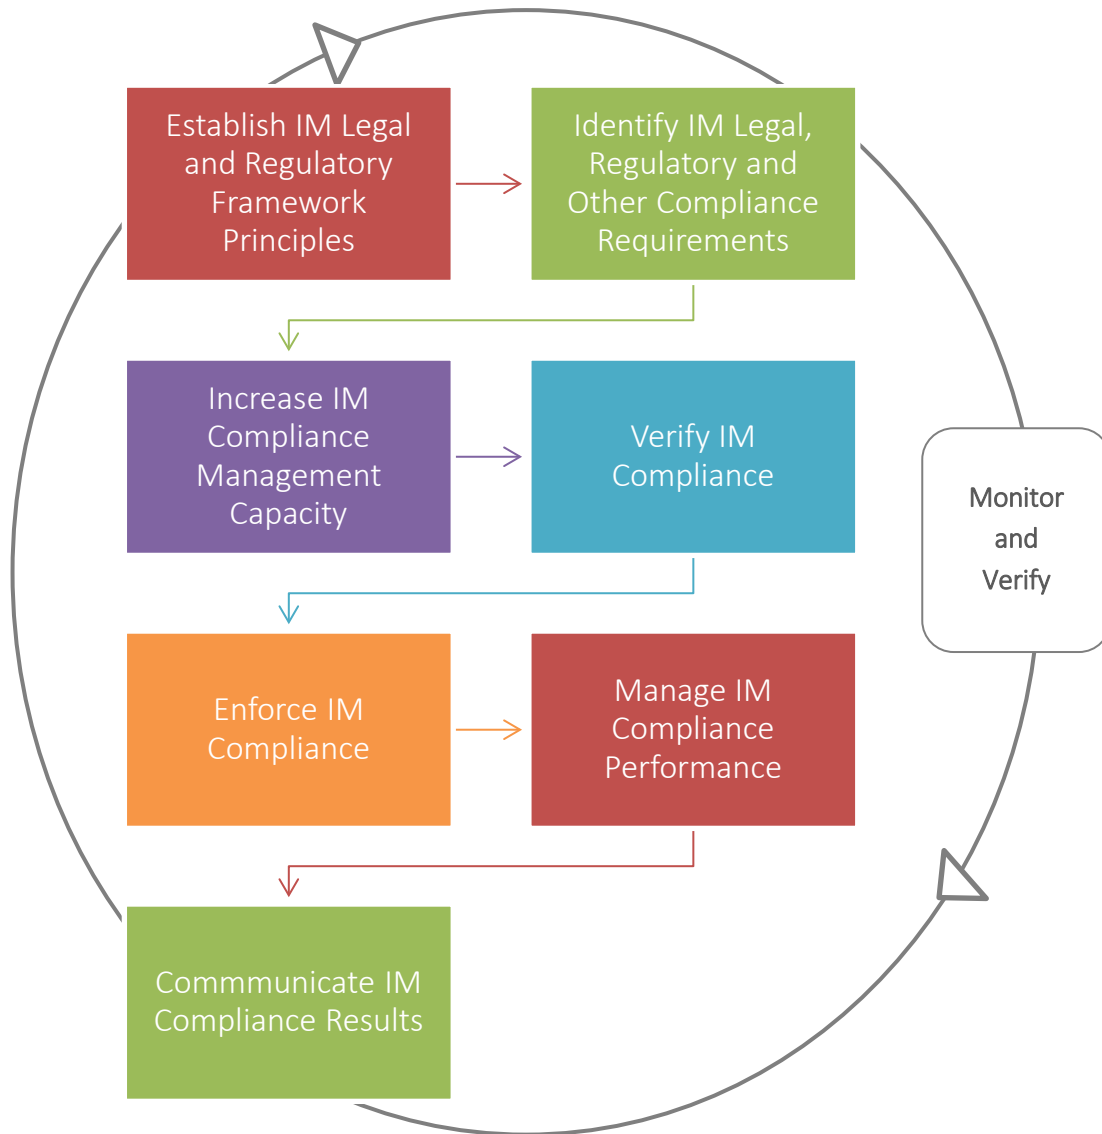 Establish IM Legal
and Regulatory
Framework
Principles
Identify IM Legal,
Regulatory and
Other Compliance
Requirements
Increase IM
Compliance
Management
Capacity
Verify IM
Compliance
Monitor
and
Verify
Enforce IM
Compliance
Manage IM
Compliance
Performance
Commmunicate IM
Compliance Results